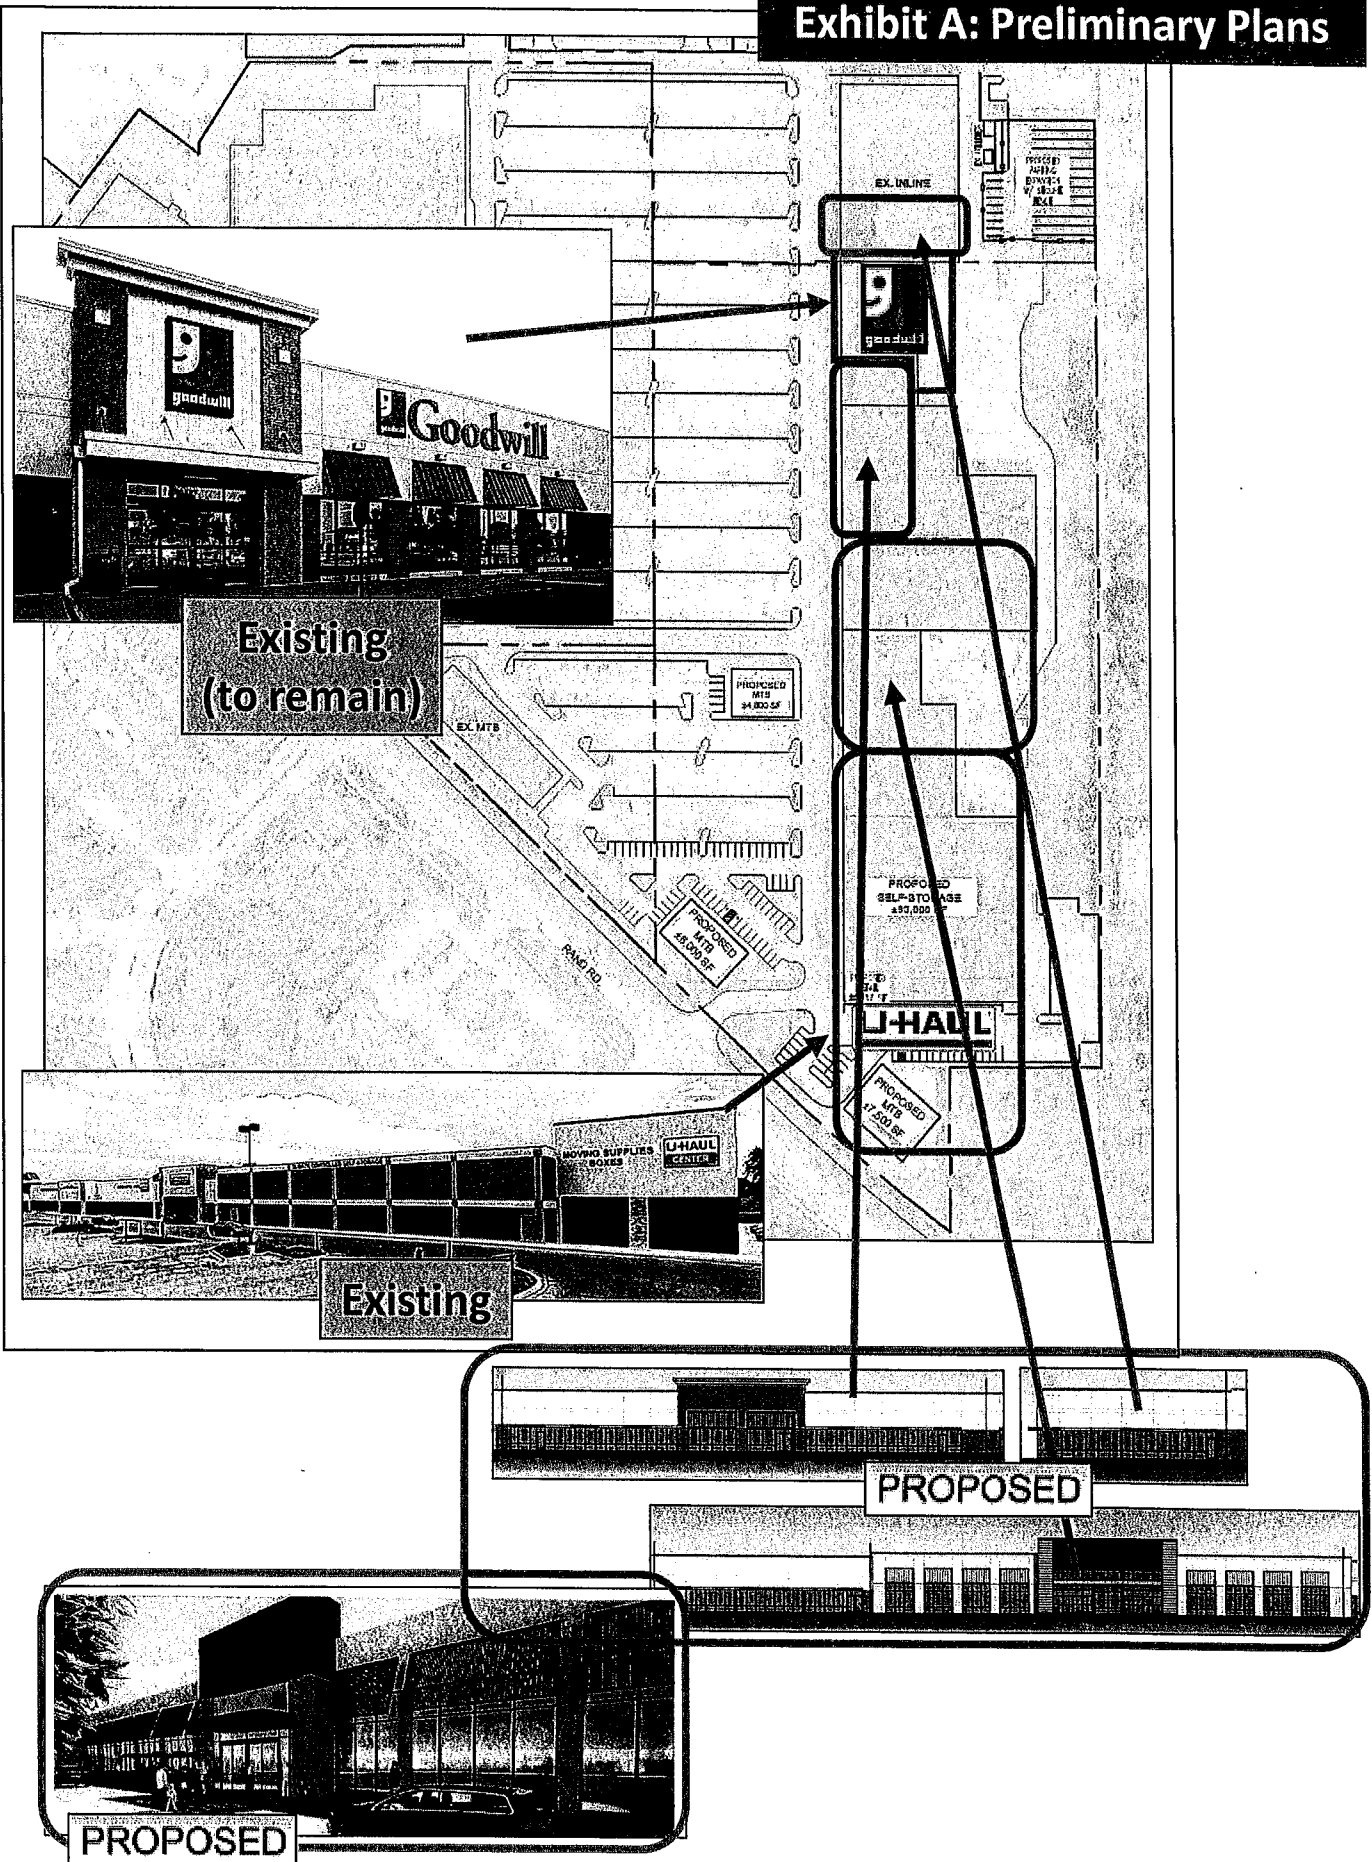 Exhibit A: Preliminary Plans
EX. INLINE
PROPOSED
PARKING
goodwill
goodwill
Goodwill
Existing
(to remain)
EX. MTB
PROPOSED
MTB
±4,800 SF
PROPOSED
SELF-STORAGE
PROPOSED
MTB
SF
RAND RD.
U-HAUL
PROPOSED
MTB
±7,500 SF
MOVING SUPPLIES
BOXES
U-HAUL
CENTER
Existing
PROPOSED
PROPOSED